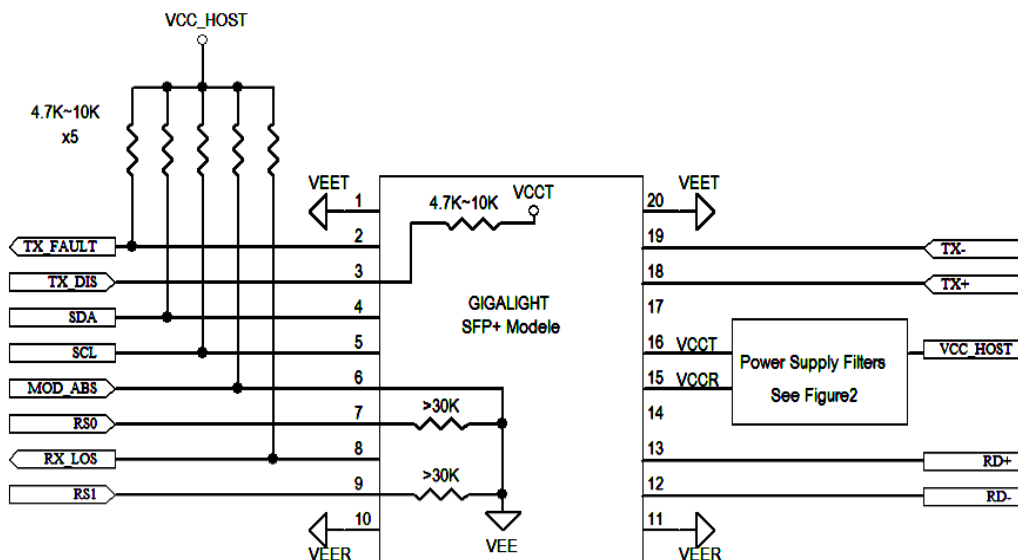 VCC_HOST
4.7K~10K
x5
VEET
1
2
3
4
5
6
7
8
9
10
VEER
TX_FAULT
TX_DIS
SDA
SCL
MOD_ABS
RS0
RX_LOS
RS1
4.7K~10K
VCCT
GIGALIGHT
SFP+ Modele
>30K
>30K
VEE
20
VEET
19
18
17
16
VCCT
15
VCCR
14
13
12
11
VEER
Power Supply Filters
See Figure2
TX-
TX+
VCC_HOST
RD+
RD-